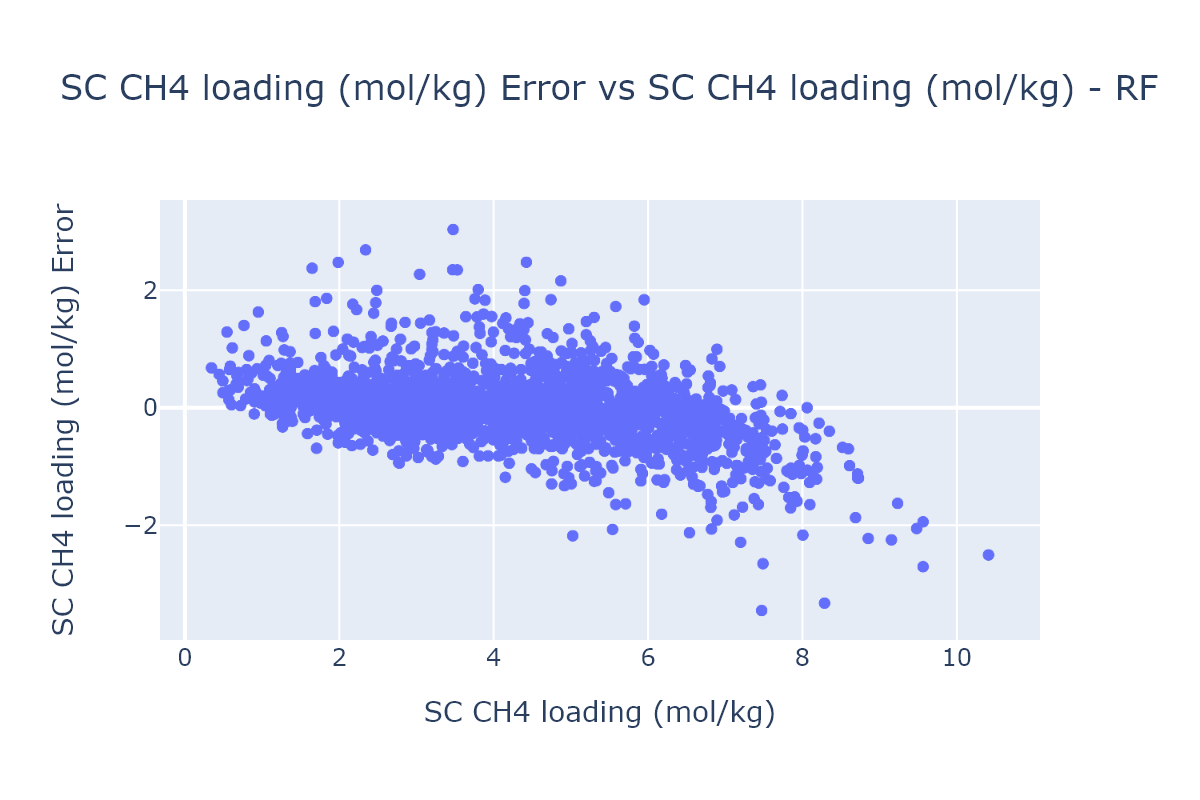 SC CH4 loading (mol/kg) Error vs SC CH4 loading (mol/kg) - RF
SC CH4 loading (mol/kg) Error
2
0
−2
0 2 4 6 8 10
SC CH4 loading (mol/kg)